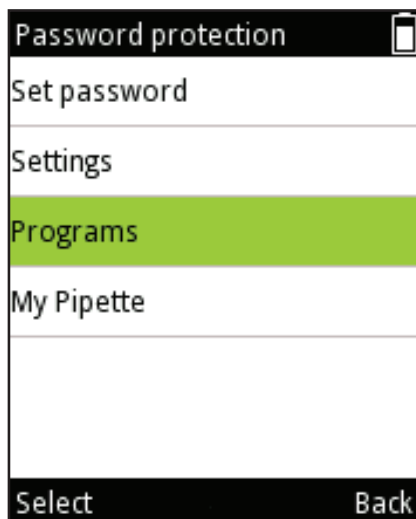 Password protection
Set password
Settings
Programs
My Pipette
Select Back